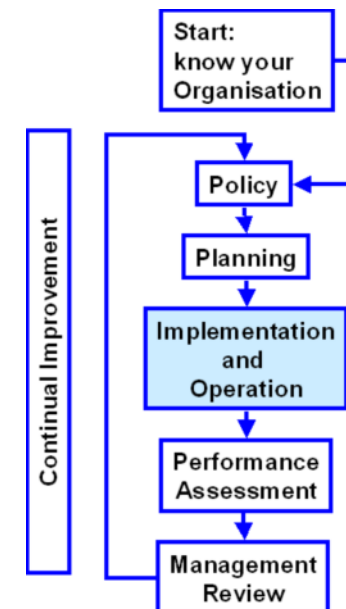 Start:
know your
Organisation
Continual Improvement
Policy
Planning
Implementation
and
Operation
Performance
Assessment
Management
Review